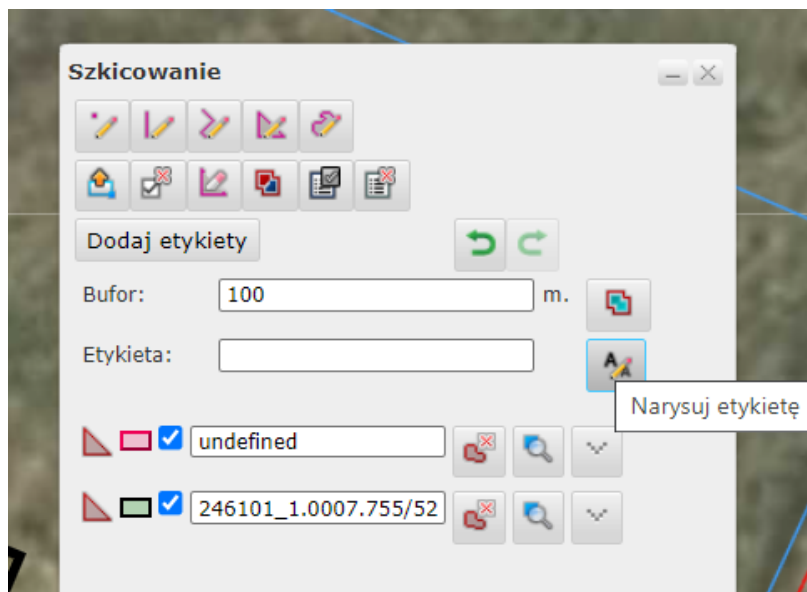 Szkicowanie
Dodaj etykiety
Bufor: 100 m.
Etykieta:
Narysuj etykietę
undefined
246101_1.0007.755/52